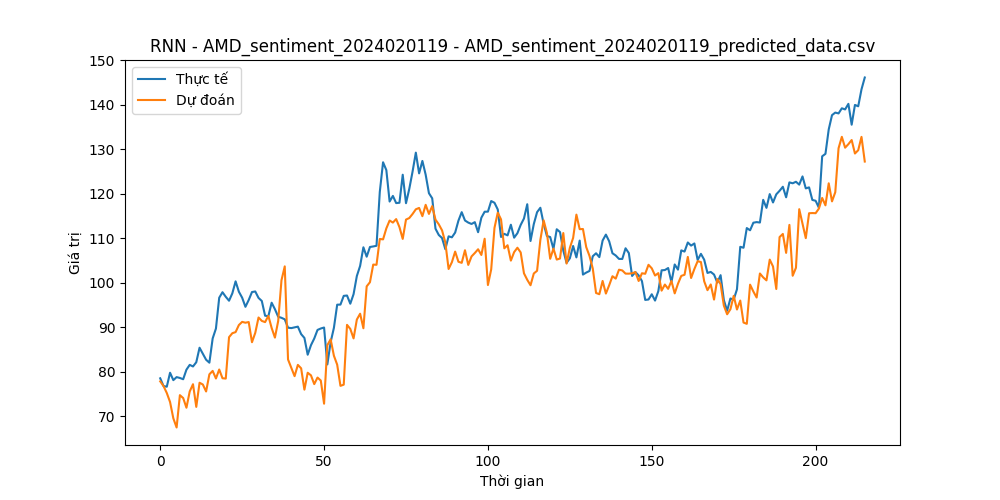 RNN - AMD_sentiment_2024020119 - AMD_sentiment_2024020119_predicted_data.csv
Thực tế
Dự đoán
Giá trị
150
140
130
120
110
100
90
80
70
0 50 100 150 200
Thời gian